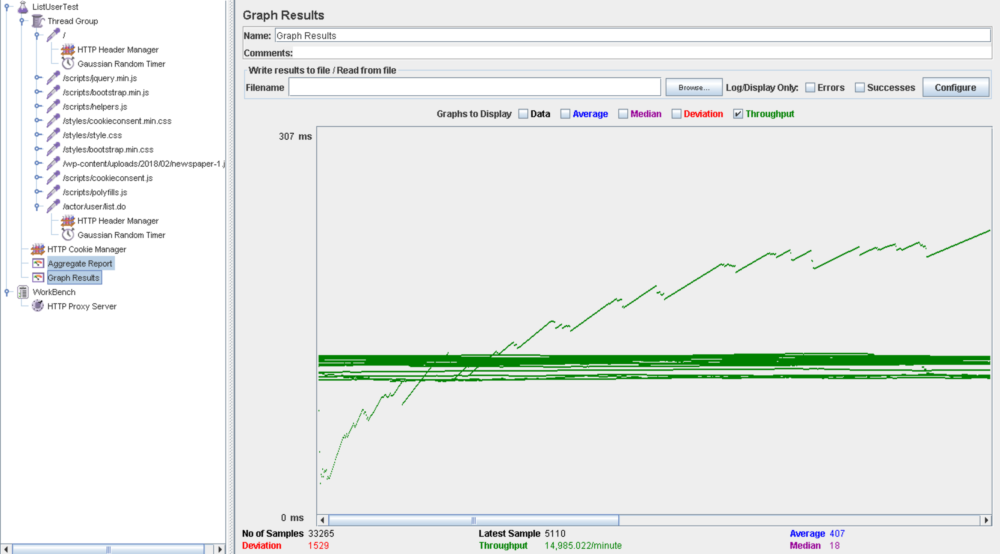 ListUserTest
Thread Group
/
HTTP Header Manager
Gaussian Random Timer
/scripts/jquery.min.js
/scripts/bootstrap.min.js
/scripts/helpers.js
/styles/cookieconsent.min.css
/styles/style.css
/styles/bootstrap.min.css
/wp-content/uploads/2018/02/newspaper-1.j
/scripts/cookieconsent.js
/scripts/polyfills.js
/actor/user/list.do
HTTP Header Manager
Gaussian Random Timer
HTTP Cookie Manager
Aggregate Report
Graph Results
WorkBench
HTTP Proxy Server
Graph Results
Name: Graph Results
Comments:
Write results to file / Read from file
Filename Browse... Log/Display Only: Errors Successes Configure
Graphs to Display Data Average Median Deviation Throughput
307 ms
0 ms
No of Samples 33265 Latest Sample 5110 Average 407
Deviation 1529 Throughput 14,985.022/minute Median 18